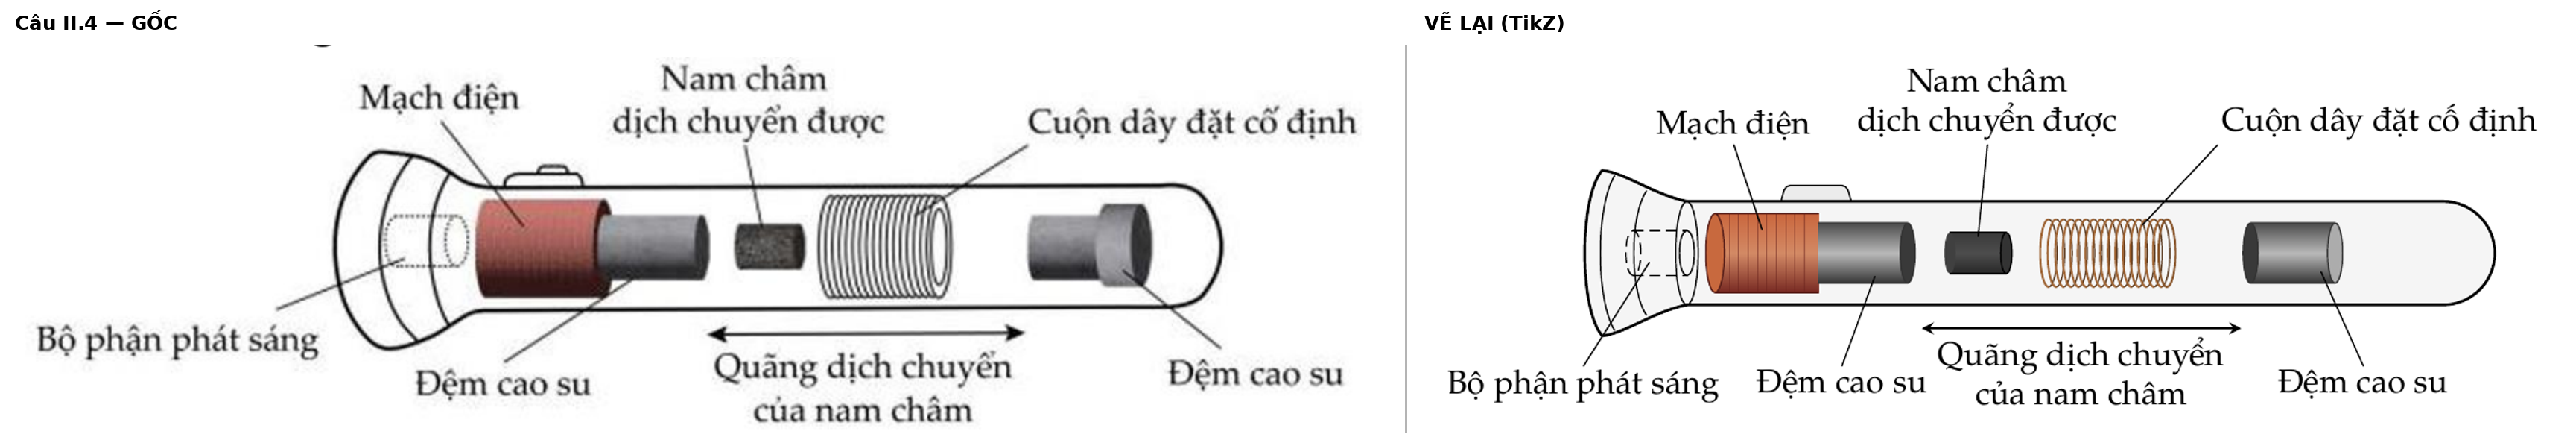 Câu II.4 — GỐC
Nam châm
dịch chuyển được
Mạch điện
Cuộn dây đặt cố định
Bộ phận phát sáng
Đệm cao su
Quãng dịch chuyển
của nam châm
Đệm cao su
VẼ LẠI (TikZ)
Nam châm
dịch chuyển được
Mạch điện
Cuộn dây đặt cố định
Bộ phận phát sáng
Đệm cao su
Quãng dịch chuyển
của nam châm
Đệm cao su